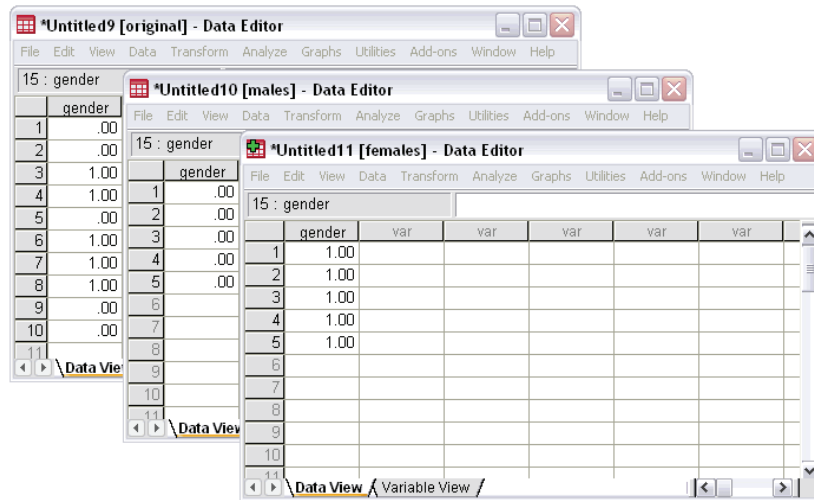 *Untitled9 [original] - Data Editor
File Edit View Data Transform Analyze Graphs Utilities Add-ons Window Help
15 : gender
gender
1 .00
2 .00
3 1.00
4 1.00
5 .00
6 1.00
7 1.00
8 1.00
9 .00
10 .00
11
Data Vie
*Untitled10 [males] - Data Editor
File Edit View Data Transform Analyze Graphs Utilities Add-ons Window Help
15 : gender
gender
1 .00
2 .00
3 .00
4 .00
5 .00
6
7
8
9
10
11
Data View
*Untitled11 [females] - Data Editor
File Edit View Data Transform Analyze Graphs Utilities Add-ons Window Help
15 : gender
gender var var var var var
1 1.00
2 1.00
3 1.00
4 1.00
5 1.00
6
7
8
9
10
11
Data View Variable View